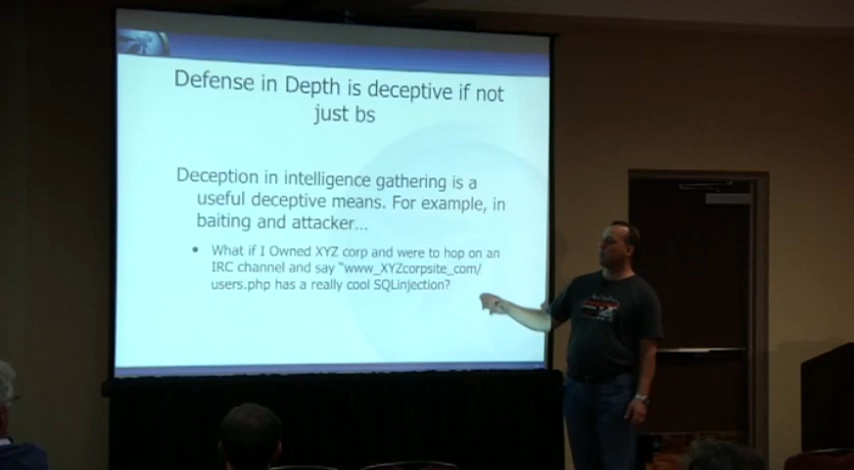 Defense in Depth is deceptive if not
just bs
Deception in intelligence gathering is a
useful deceptive means. For example, in
baiting and attacker...
• What if I Owned XYZ corp and were to hop on an
IRC channel and say "www_XYZcorpsite_com/
users.php has a really cool SQLinjection?